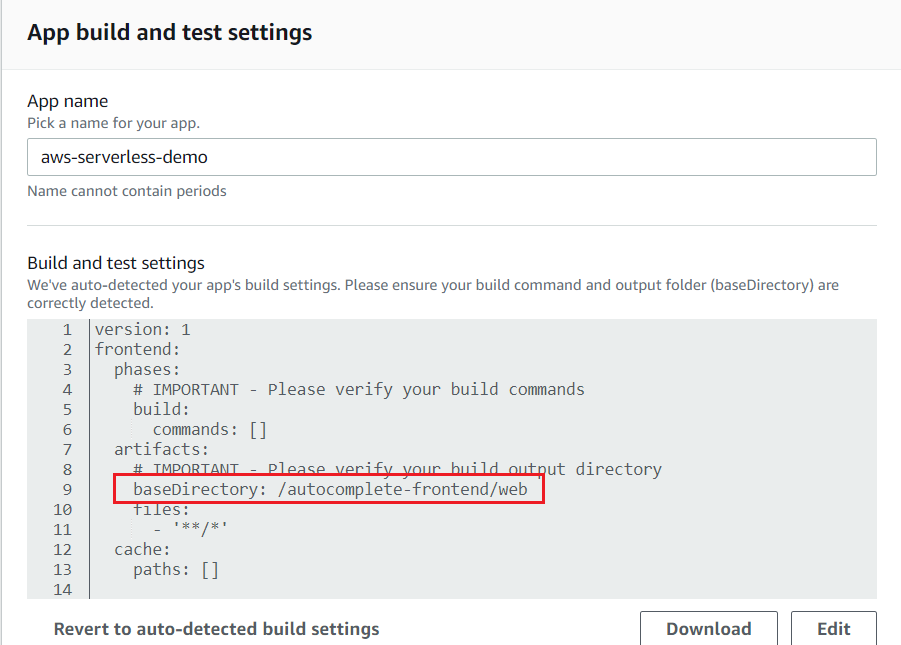 App build and test settings
App name
Pick a name for your app.
aws-serverless-demo
Name cannot contain periods
Build and test settings
We've auto-detected your app's build settings. Please ensure your build command and output folder (baseDirectory) are
correctly detected.
1 version: 1
2 frontend:
3   phases:
4     # IMPORTANT - Please verify your build commands
5     build:
6       commands: []
7   artifacts:
8     # IMPORTANT - Please verify your build output directory
9     baseDirectory: /autocomplete-frontend/web
10     files:
11       - '**/*'
12   cache:
13     paths: []
14
Revert to auto-detected build settings Download Edit